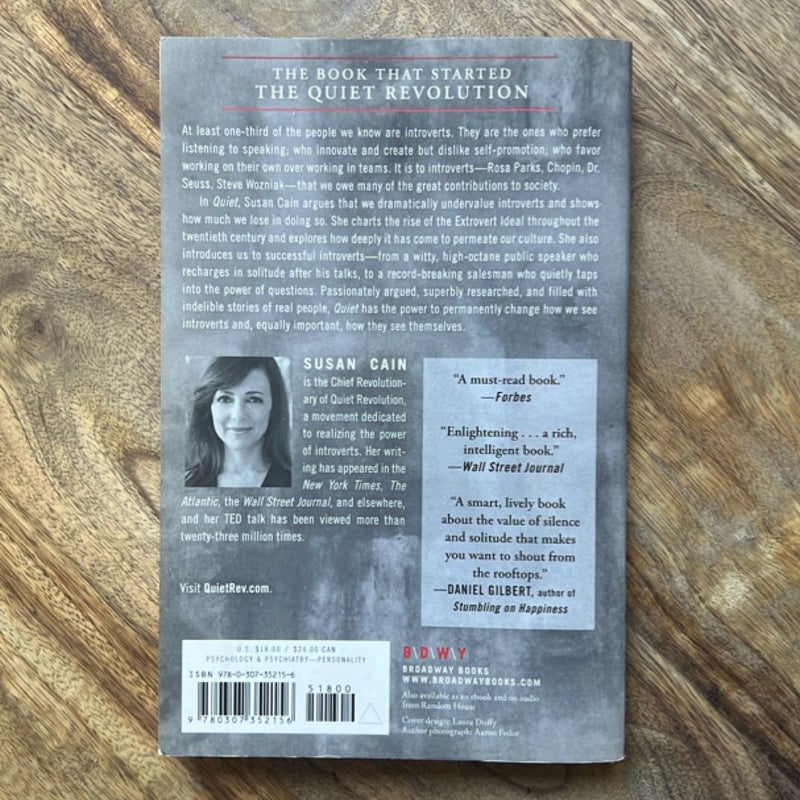 THE BOOK THAT STARTED
THE QUIET REVOLUTION
At least one-third of the people we know are introverts. They are the ones who prefer
listening to speaking; who innovate and create but dislike self-promotion; who favor
working on their own over working in teams. It is to introverts—Rosa Parks, Chopin, Dr.
Seuss, Steve Wozniak—that we owe many of the great contributions to society.
In Quiet, Susan Cain argues that we dramatically undervalue introverts and shows
how much we lose in doing so. She charts the rise of the Extrovert Ideal throughout the
twentieth century and explores how deeply it has come to permeate our culture. She also
introduces us to successful introverts—from a witty, high-octane public speaker who
recharges in solitude after his talks, to a record-breaking salesman who quietly taps
into the power of questions. Passionately argued, superbly researched, and filled with
indelible stories of real people, Quiet has the power to permanently change how we see
introverts and, equally important, how they see themselves.
SUSAN CAIN
is the Chief Revolution-
ary of Quiet Revolution,
a movement dedicated
to realizing the power
of introverts. Her writ-
ing has appeared in the
New York Times, The
Atlantic, the Wall Street Journal, and elsewhere,
and her TED talk has been viewed more than
twenty-three million times.
Visit QuietRev.com.
“A must-read book.”
—Forbes
“Enlightening . . . a rich,
intelligent book.”
—Wall Street Journal
“A smart, lively book
about the value of silence
and solitude that makes
you want to shout from
the rooftops.”
—DANIEL GILBERT, author of
Stumbling on Happiness
U.S. $18.00 / $24.00 CAN
PSYCHOLOGY & PSYCHIATRY—PERSONALITY
ISBN 978-0-307-35215-6
51800
9 780307 352156
B\D\W\Y
BROADWAY BOOKS
WWW.BROADWAYBOOKS.COM
Also available as an ebook and on audio
from Random House
Cover design: Laura Duffy
Author photograph: Aaron Fedor